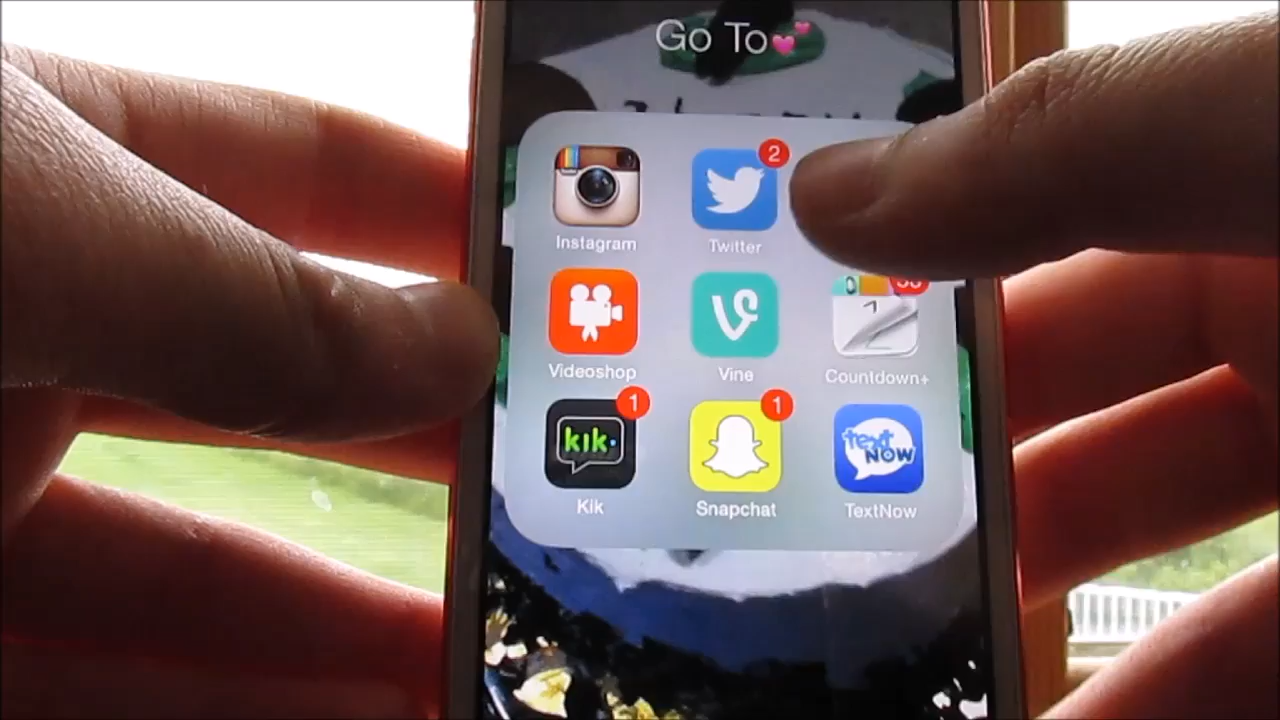 Go To💕
2
Instagram
Twitter
Videoshop
Vine
Countdown+
1
1
kik
text NOW
Kik
Snapchat
TextNow